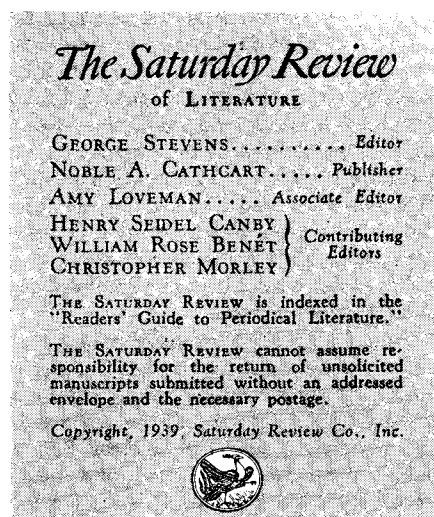 The Saturday Review
of LITERATURE
GEORGE STEVENS.......... Editor
NOBLE A. CATHCART..... Publisher
AMY LOVEMAN..... Associate Editor
HENRY SEIDEL CANBY
WILLIAM ROSE BENÉT } Contributing Editors
CHRISTOPHER MORLEY
THE SATURDAY REVIEW is indexed in the
"Readers' Guide to Periodical Literature."
THE SATURDAY REVIEW cannot assume re-
sponsibility for the return of unsolicited
manuscripts submitted without an addressed
envelope and the necessary postage.
Copyright, 1939, Saturday Review Co., Inc.